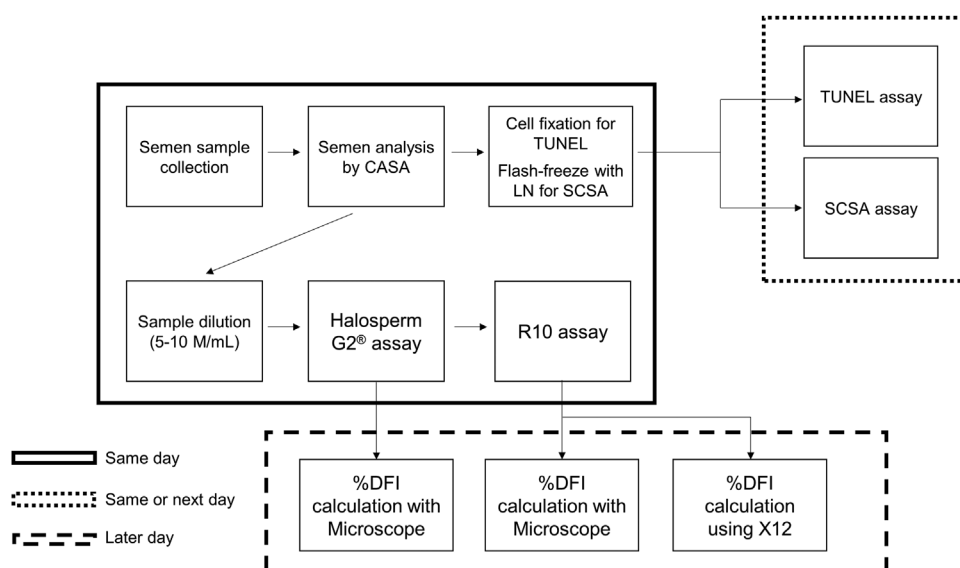 Semen sample
collection
Semen analysis
by CASA
Cell fixation for
TUNEL
Flash-freeze with
LN for SCSA
TUNEL assay
SCSA assay
Sample dilution
(5-10 M/mL)
Halosperm
G2® assay
R10 assay
%DFI
calculation with
Microscope
%DFI
calculation with
Microscope
%DFI
calculation
using X12
Same day
Same or next day
Later day